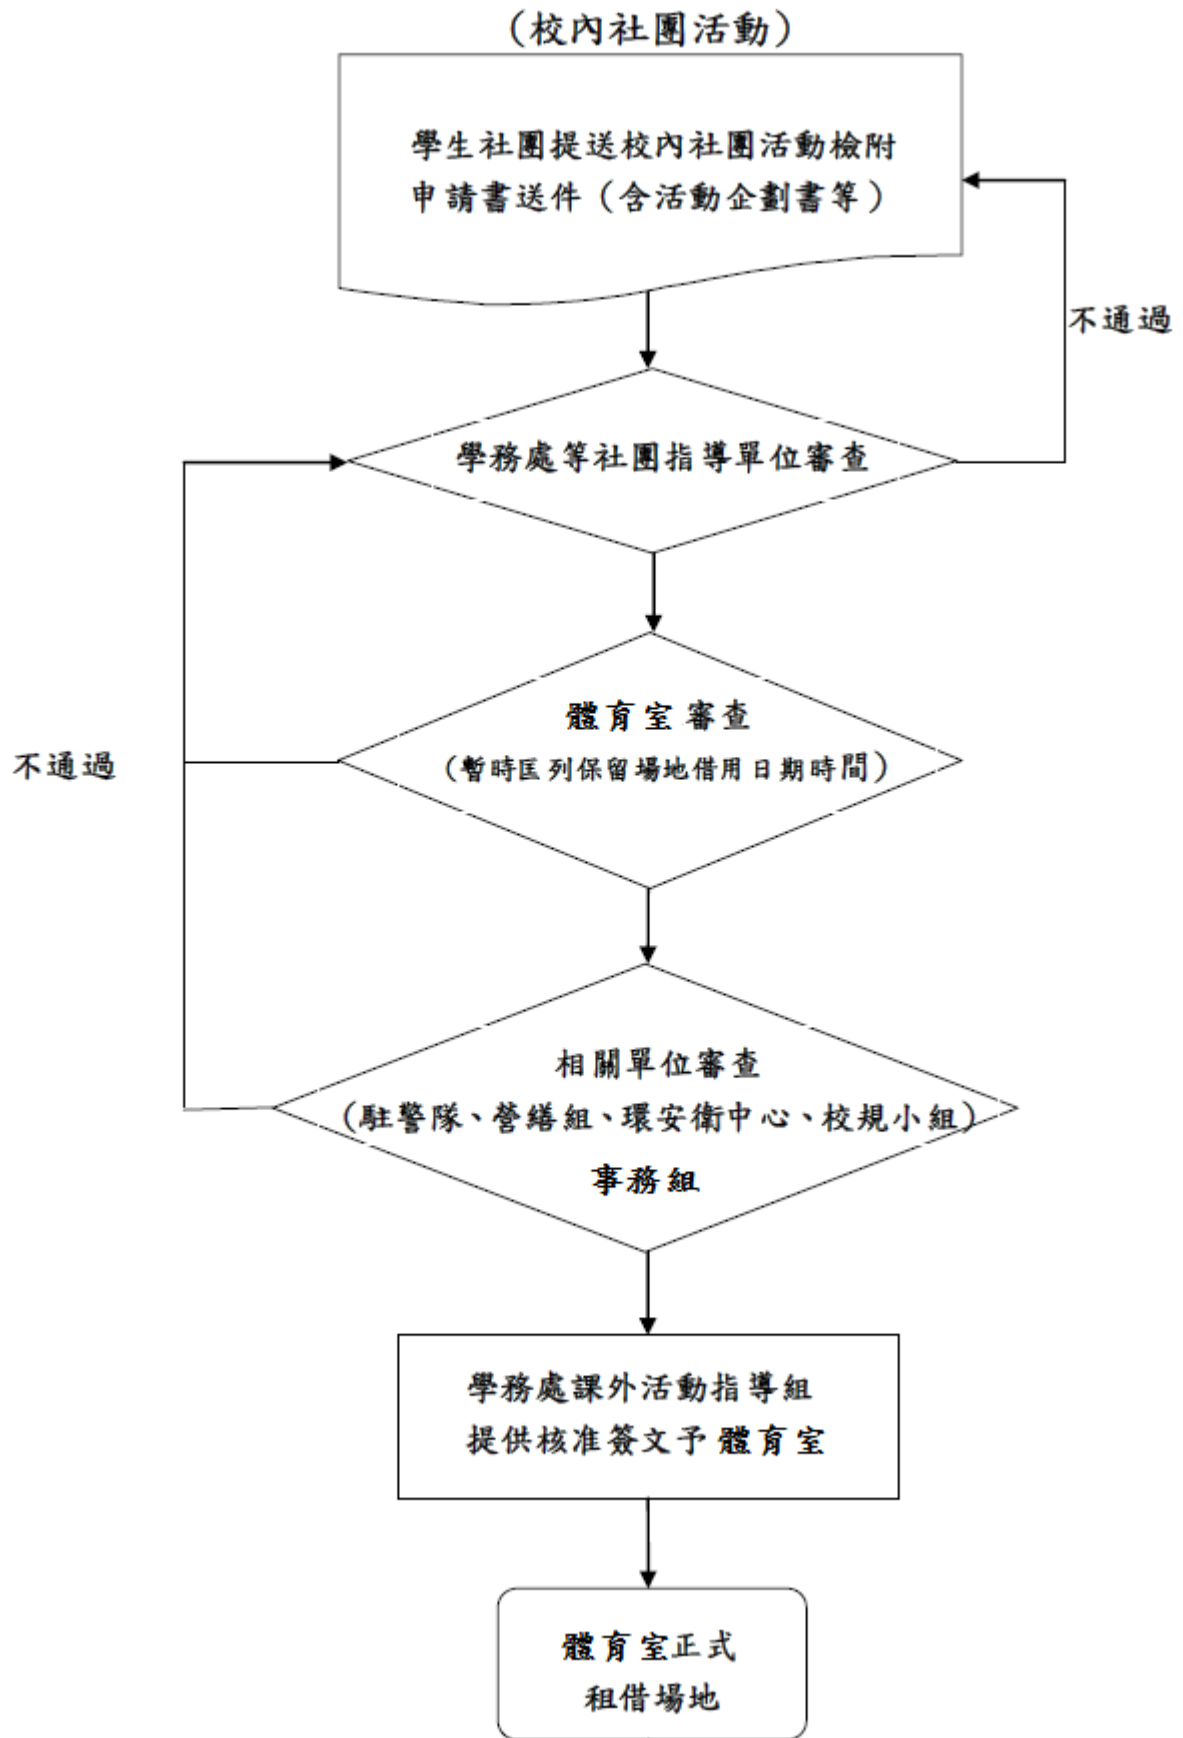 （校內社團活動）
學生社團提送校內社團活動檢附
申請書送件（含活動企劃書等）
不通過
學務處等社團指導單位審查
體育室審查
（暫時匡列保留場地借用日期時間）
不通過
相關單位審查
（駐警隊、營繕組、環安衛中心、校規小組）
事務組
學務處課外活動指導組
提供核准簽文予 體育室
體育室正式
租借場地